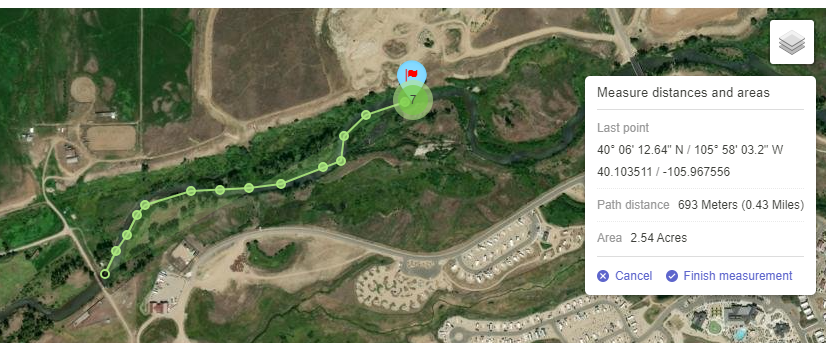 7
Measure distances and areas
Last point
40° 06' 12.64" N / 105° 58' 03.2" W
40.103511 / -105.967556
Path distance 693 Meters (0.43 Miles)
Area 2.54 Acres
Cancel Finish measurement